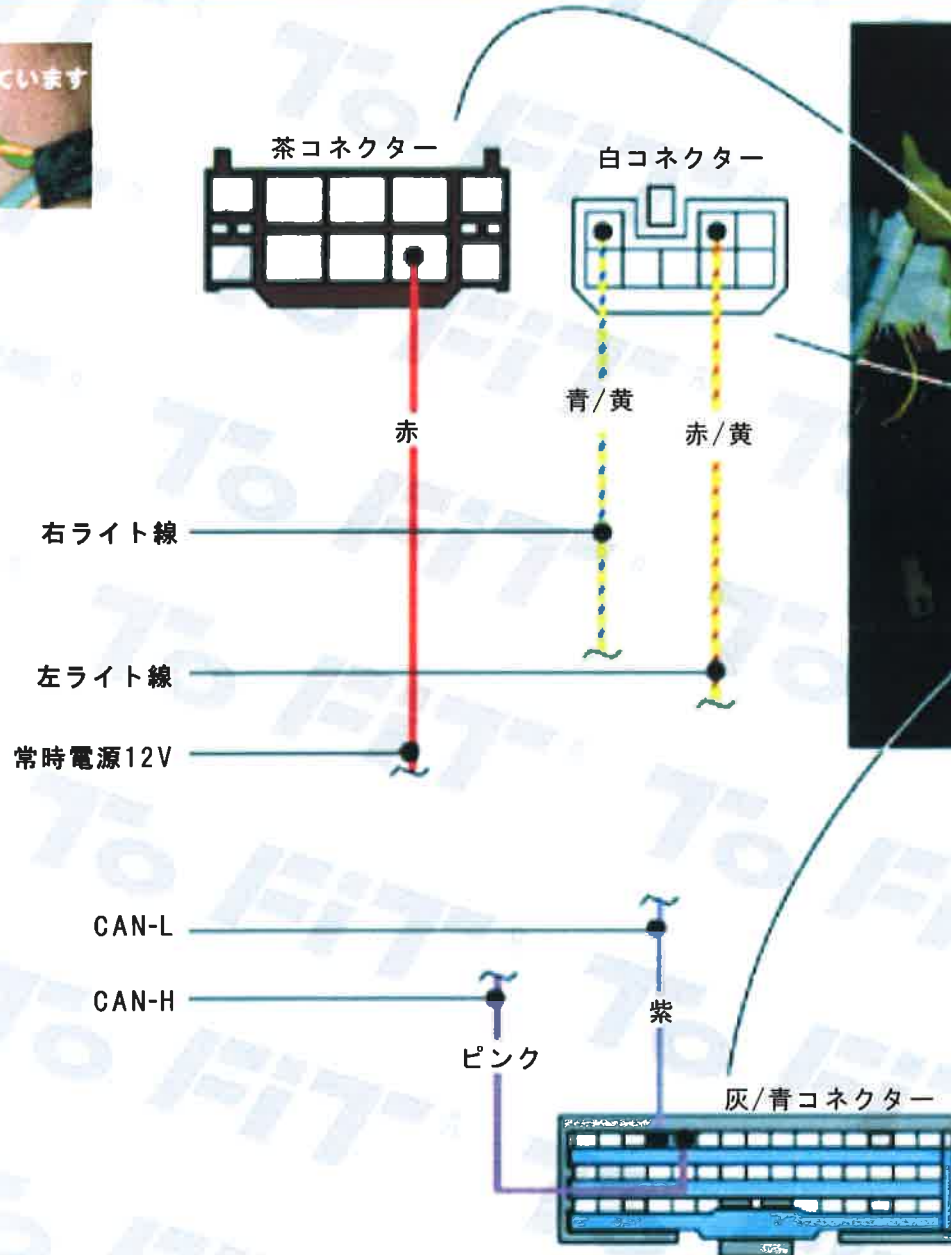 ています
茶コネクター
白コネクター
青/黄
赤
赤/黄
右ライト線
左ライト線
常時電源12V
CAN-L
CAN-H
紫
ピンク
灰/青コネクター
To FiT